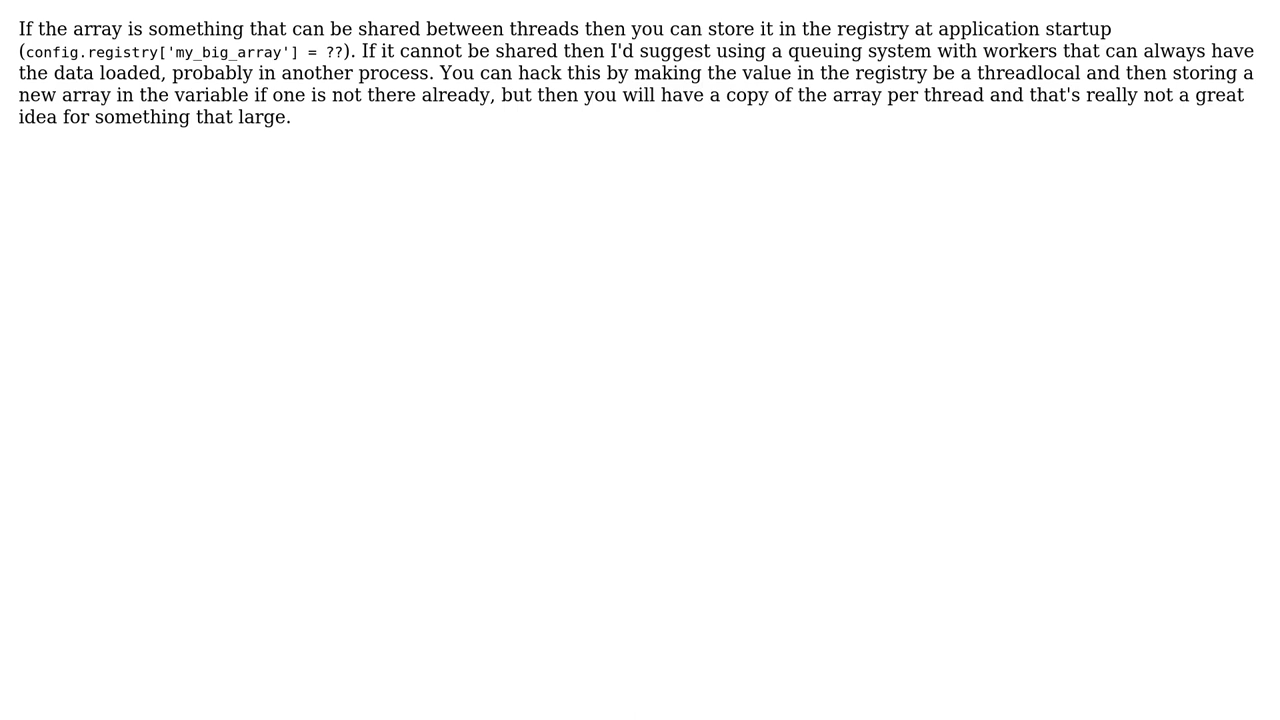 If the array is something that can be shared between threads then you can store it in the registry at application startup
(config.registry['my_big_array'] = ??). If it cannot be shared then I'd suggest using a queuing system with workers that can always have
the data loaded, probably in another process. You can hack this by making the value in the registry be a threadlocal and then storing a
new array in the variable if one is not there already, but then you will have a copy of the array per thread and that's really not a great
idea for something that large.